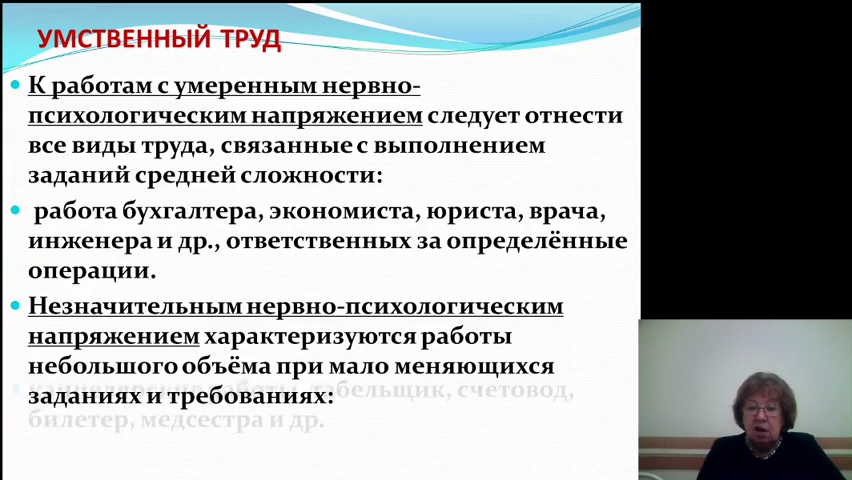 УМСТВЕННЫЙ ТРУД
К работам с умеренным нервно-
психологическим напряжением следует отнести
все виды труда, связанные с выполнением
заданий средней сложности:
работа бухгалтера, экономиста, юриста, врача,
инженера и др., ответственных за определённые
операции.
Незначительным нервно-психологическим
напряжением характеризуются работы
небольшого объёма при мало меняющихся
заданиях и требованиях:
канцелярские работы, табельщик, счетовод,
билетер, медсестра и др.